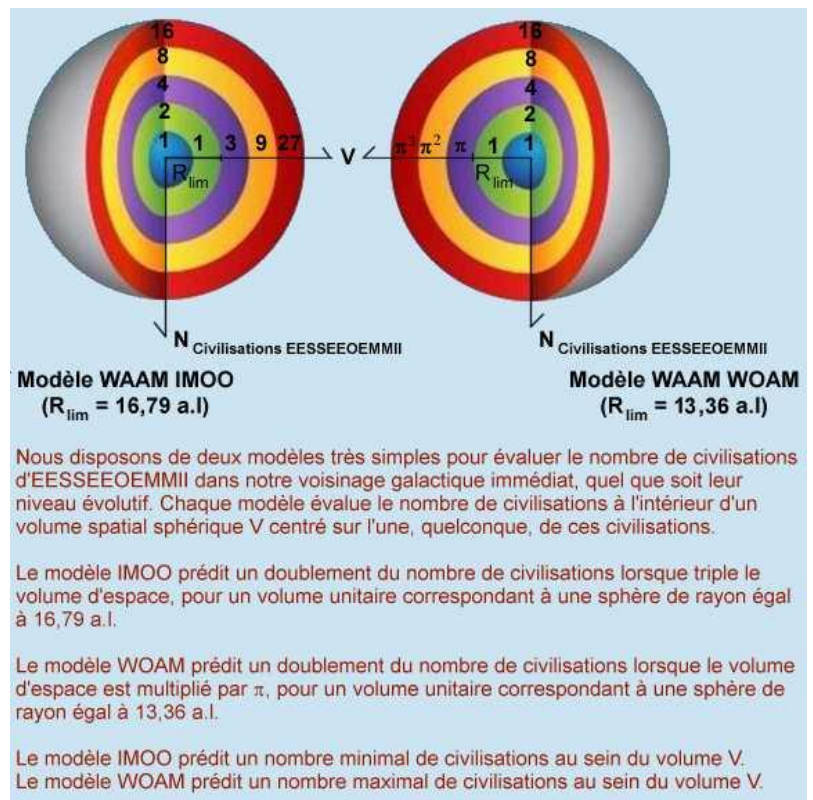 16 16
8 8
4 4
2 2
1 1 3 9 27 V π³ π² π 1 1
R lim R lim
N Civilisations EESSEEOEMMII N Civilisations EESSEEOEMMII
Modèle WAAM IMOO Modèle WAAM WOAM
(R lim = 16,79 a.l) (R lim = 13,36 a.l)
Nous disposons de deux modèles très simples pour évaluer le nombre de civilisations
d'EESSEEOEMMII dans notre voisinage galactique immédiat, quel que soit leur
niveau évolutif. Chaque modèle évalue le nombre de civilisations à l'intérieur d'un
volume spatial sphérique V centré sur l'une, quelconque, de ces civilisations.
Le modèle IMOO prédit un doublement du nombre de civilisations lorsque triple le
volume d'espace, pour un volume unitaire correspondant à une sphère de rayon égal
à 16,79 a.l.
Le modèle WOAM prédit un doublement du nombre de civilisations lorsque le volume
d'espace est multiplié par π, pour un volume unitaire correspondant à une sphère de
rayon égal à 13,36 a.l.
Le modèle IMOO prédit un nombre minimal de civilisations au sein du volume V.
Le modèle WOAM prédit un nombre maximal de civilisations au sein du volume V.